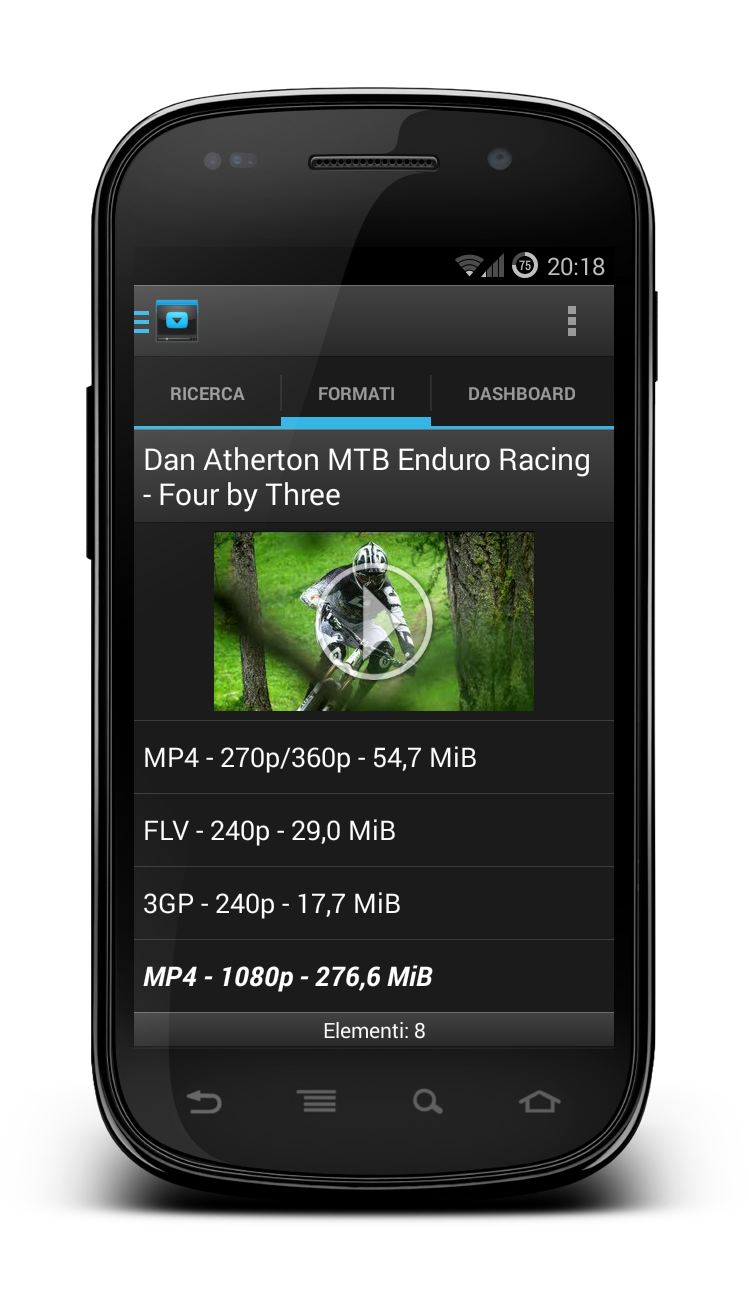 75 20:18
RICERCA FORMATI DASHBOARD
Dan Atherton MTB Enduro Racing
- Four by Three
MP4 - 270p/360p - 54,7 MiB
FLV - 240p - 29,0 MiB
3GP - 240p - 17,7 MiB
MP4 - 1080p - 276,6 MiB
Elementi: 8